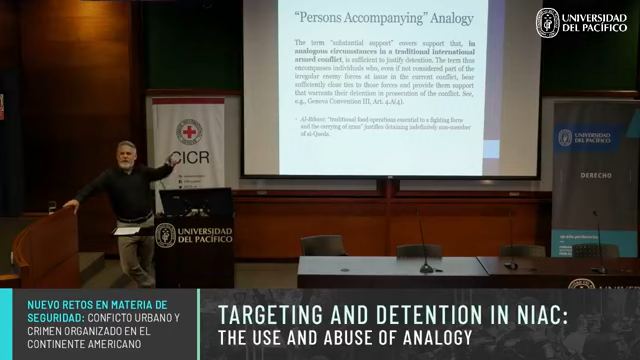 "Persons Accompanying" Analogy
The term "substantial support" covers support that, in
analogous circumstances in a traditional international
armed conflict, is sufficient to justify detention. The term thus
encompasses individuals who, even if not considered part of the
irregular enemy forces at issue in the current conflict, bear
sufficiently close ties to those forces and provide them support
that warrants their detention in prosecution of the conflict. See,
e.g., Geneva Convention III, Art. 4.A(4).
Al-Bihani: "traditional food operations essential to a fighting force
and the carrying of arms" justifies detaining indefinitely non-member
of al-Qaeda.
UNIVERSIDAD
DEL PACÍFICO
CICR
UNIVERSIDAD
DEL PACÍFICO
UNIVERSIDAD
DEL PACÍFICO
DERECHO
UNIVERSIDAD
NUEVO RETOS EN MATERIA DE
SEGURIDAD: CONFICTO URBANO Y
CRIMEN ORGANIZADO EN EL
CONTINENTE AMERICANO
TARGETING AND DETENTION IN NIAC:
THE USE AND ABUSE OF ANALOGY